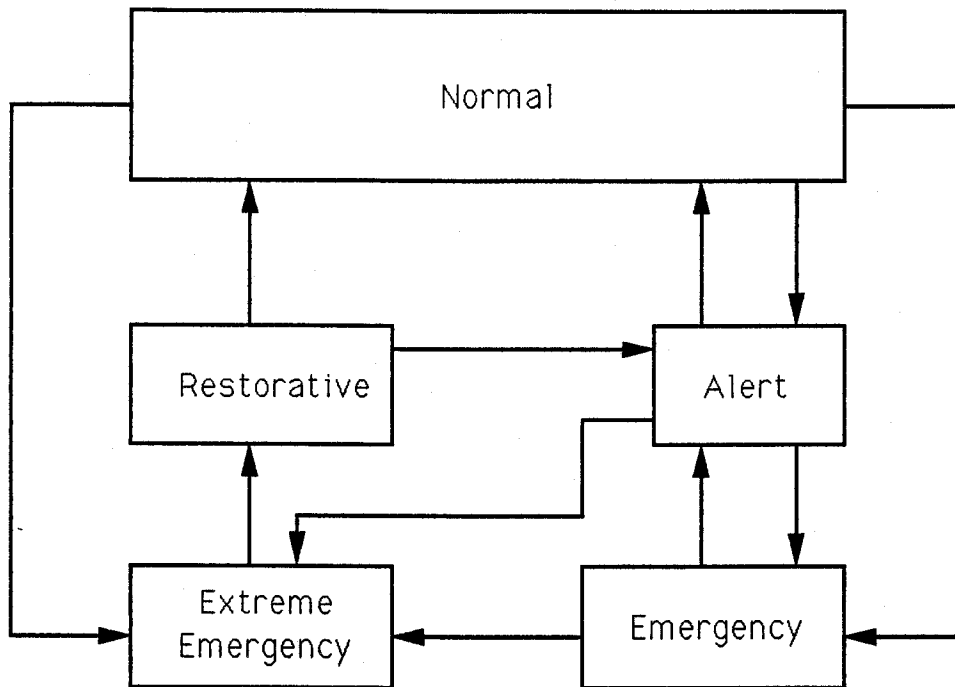 Normal
Restorative
Alert
Extreme
Emergency
Emergency